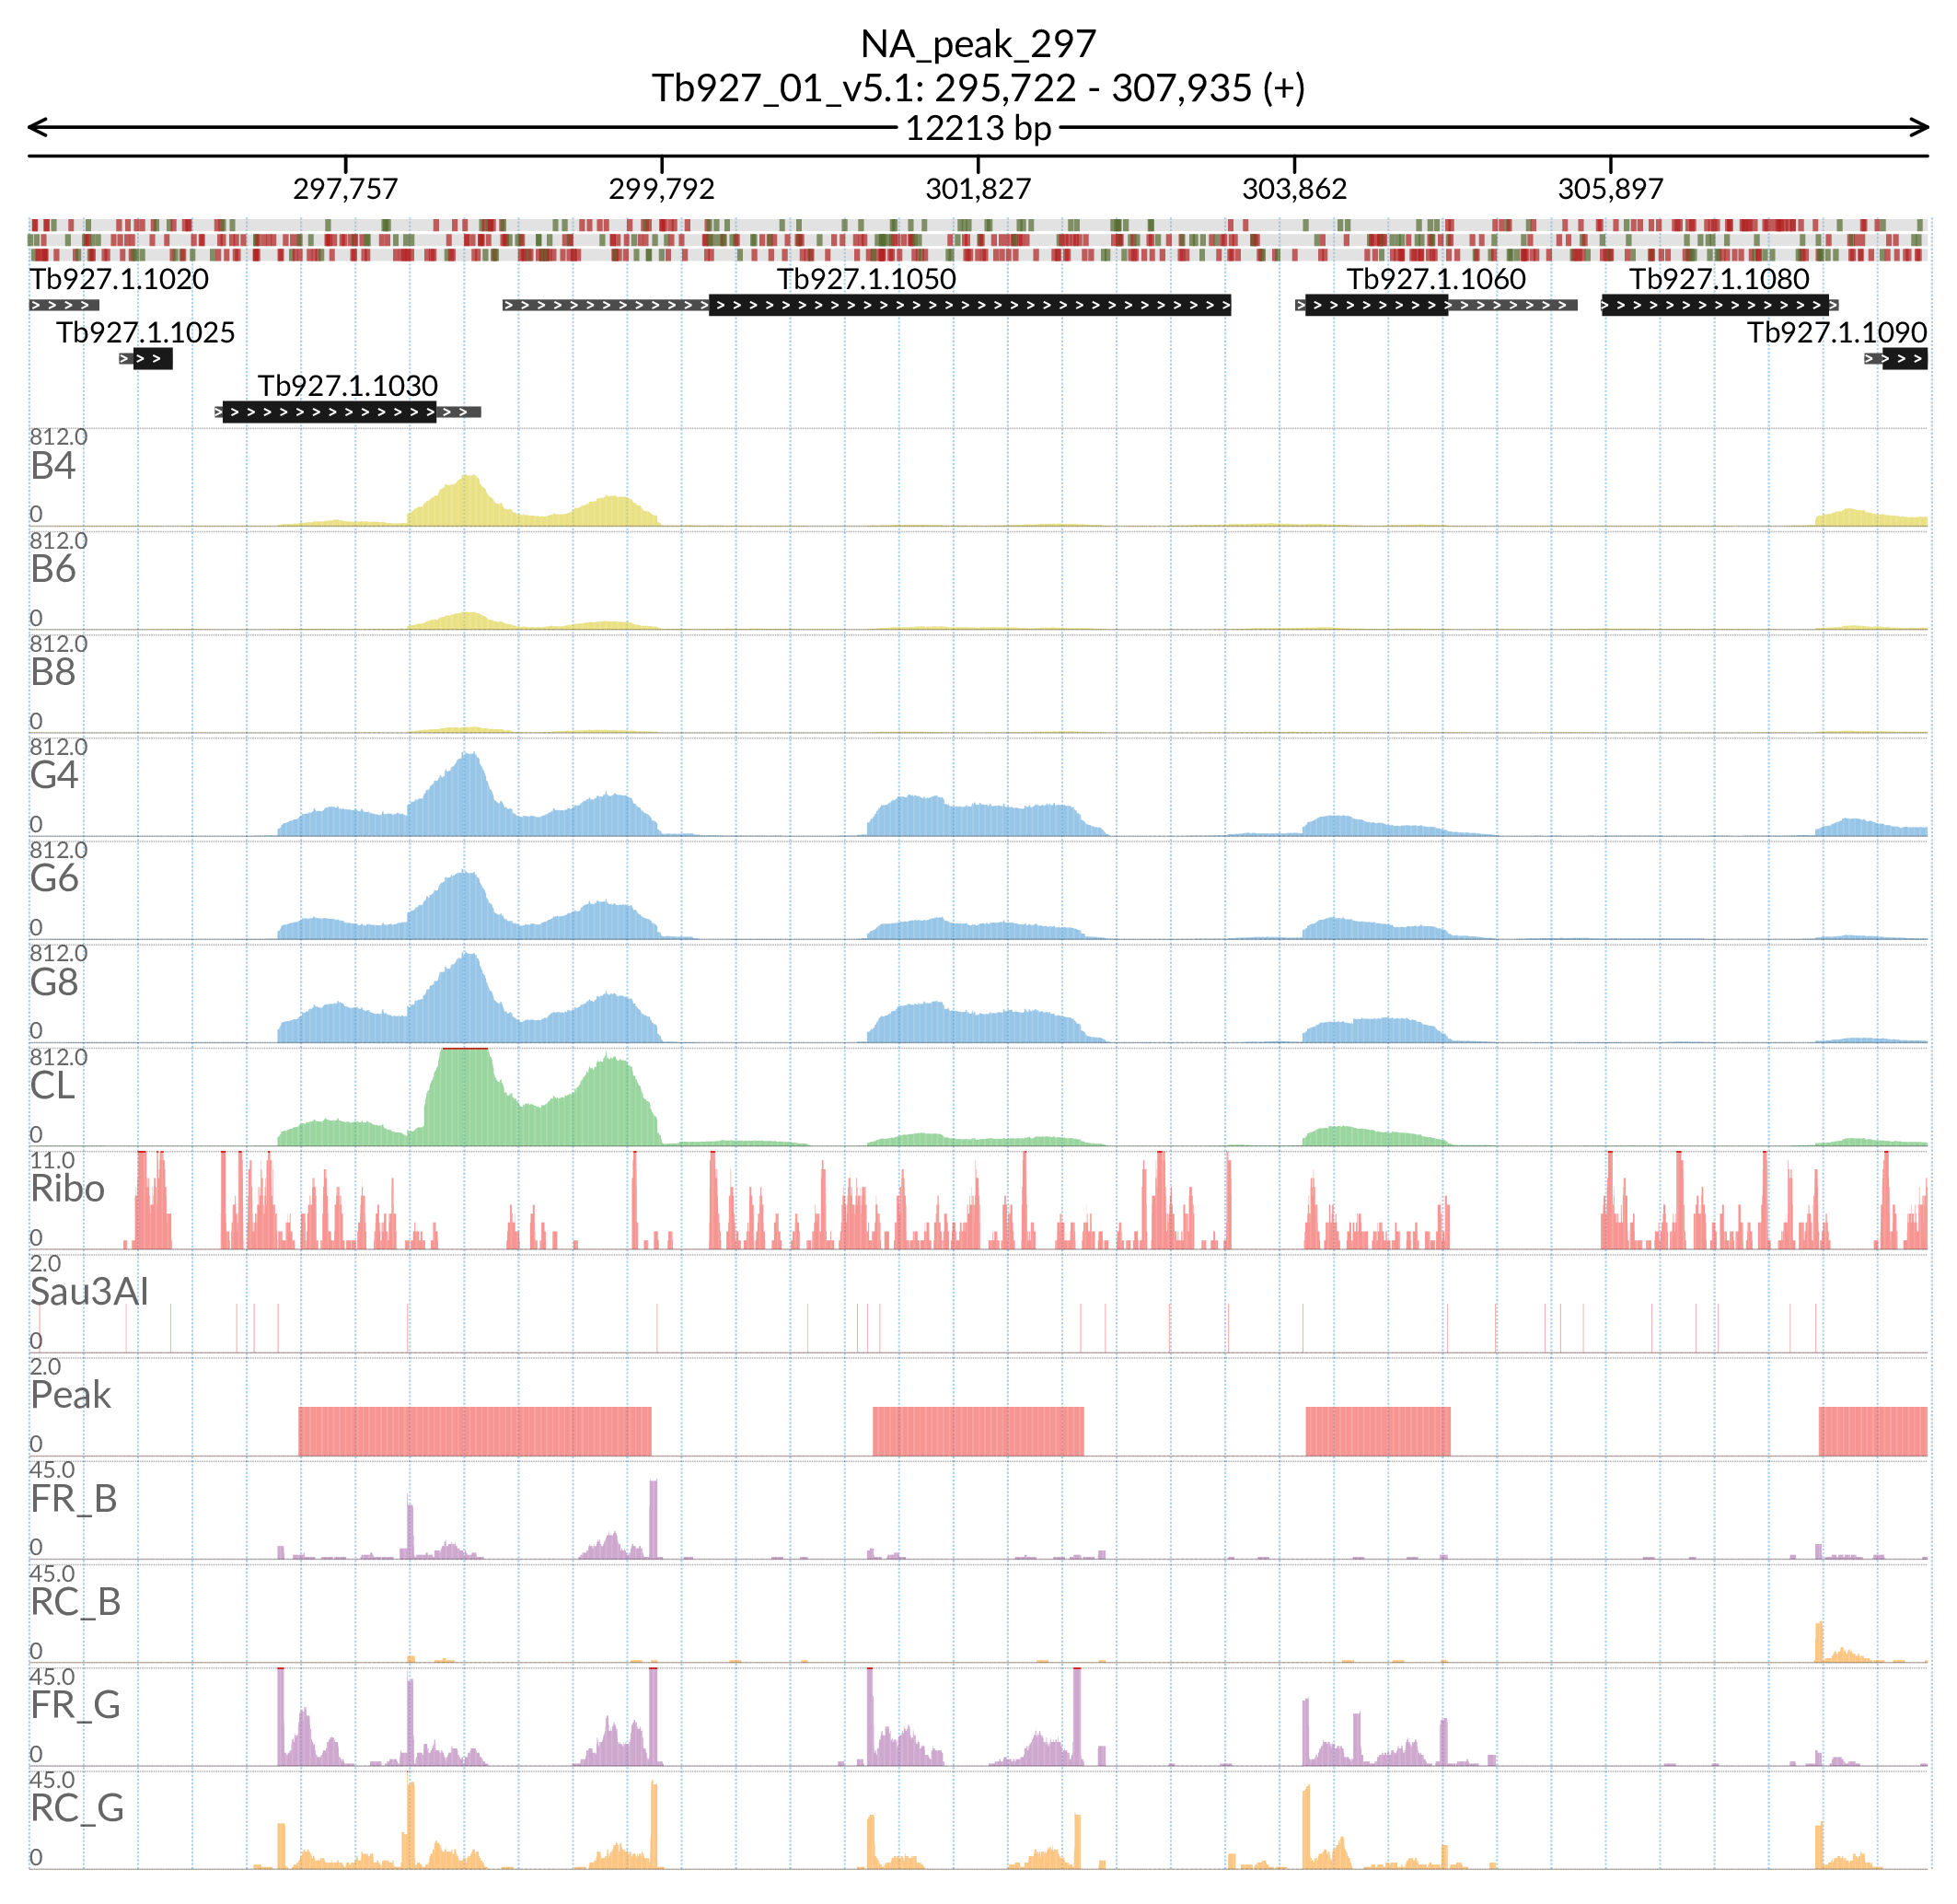 NA_peak_297
Tb927_01_v5.1: 295,722 - 307,935 (+)
12213 bp
297,757 299,792 301,827 303,862 305,897
Tb927.1.1020 Tb927.1.1050 Tb927.1.1060 Tb927.1.1080
Tb927.1.1025 Tb927.1.1090
Tb927.1.1030
812.0
B4
0
812.0
B6
0
812.0
B8
0
812.0
G4
0
812.0
G6
0
812.0
G8
0
812.0
CL
0
11.0
Ribo
0
2.0
Sau3AI
0
2.0
Peak
0
45.0
FR_B
0
45.0
RC_B
0
45.0
FR_G
0
45.0
RC_G
0